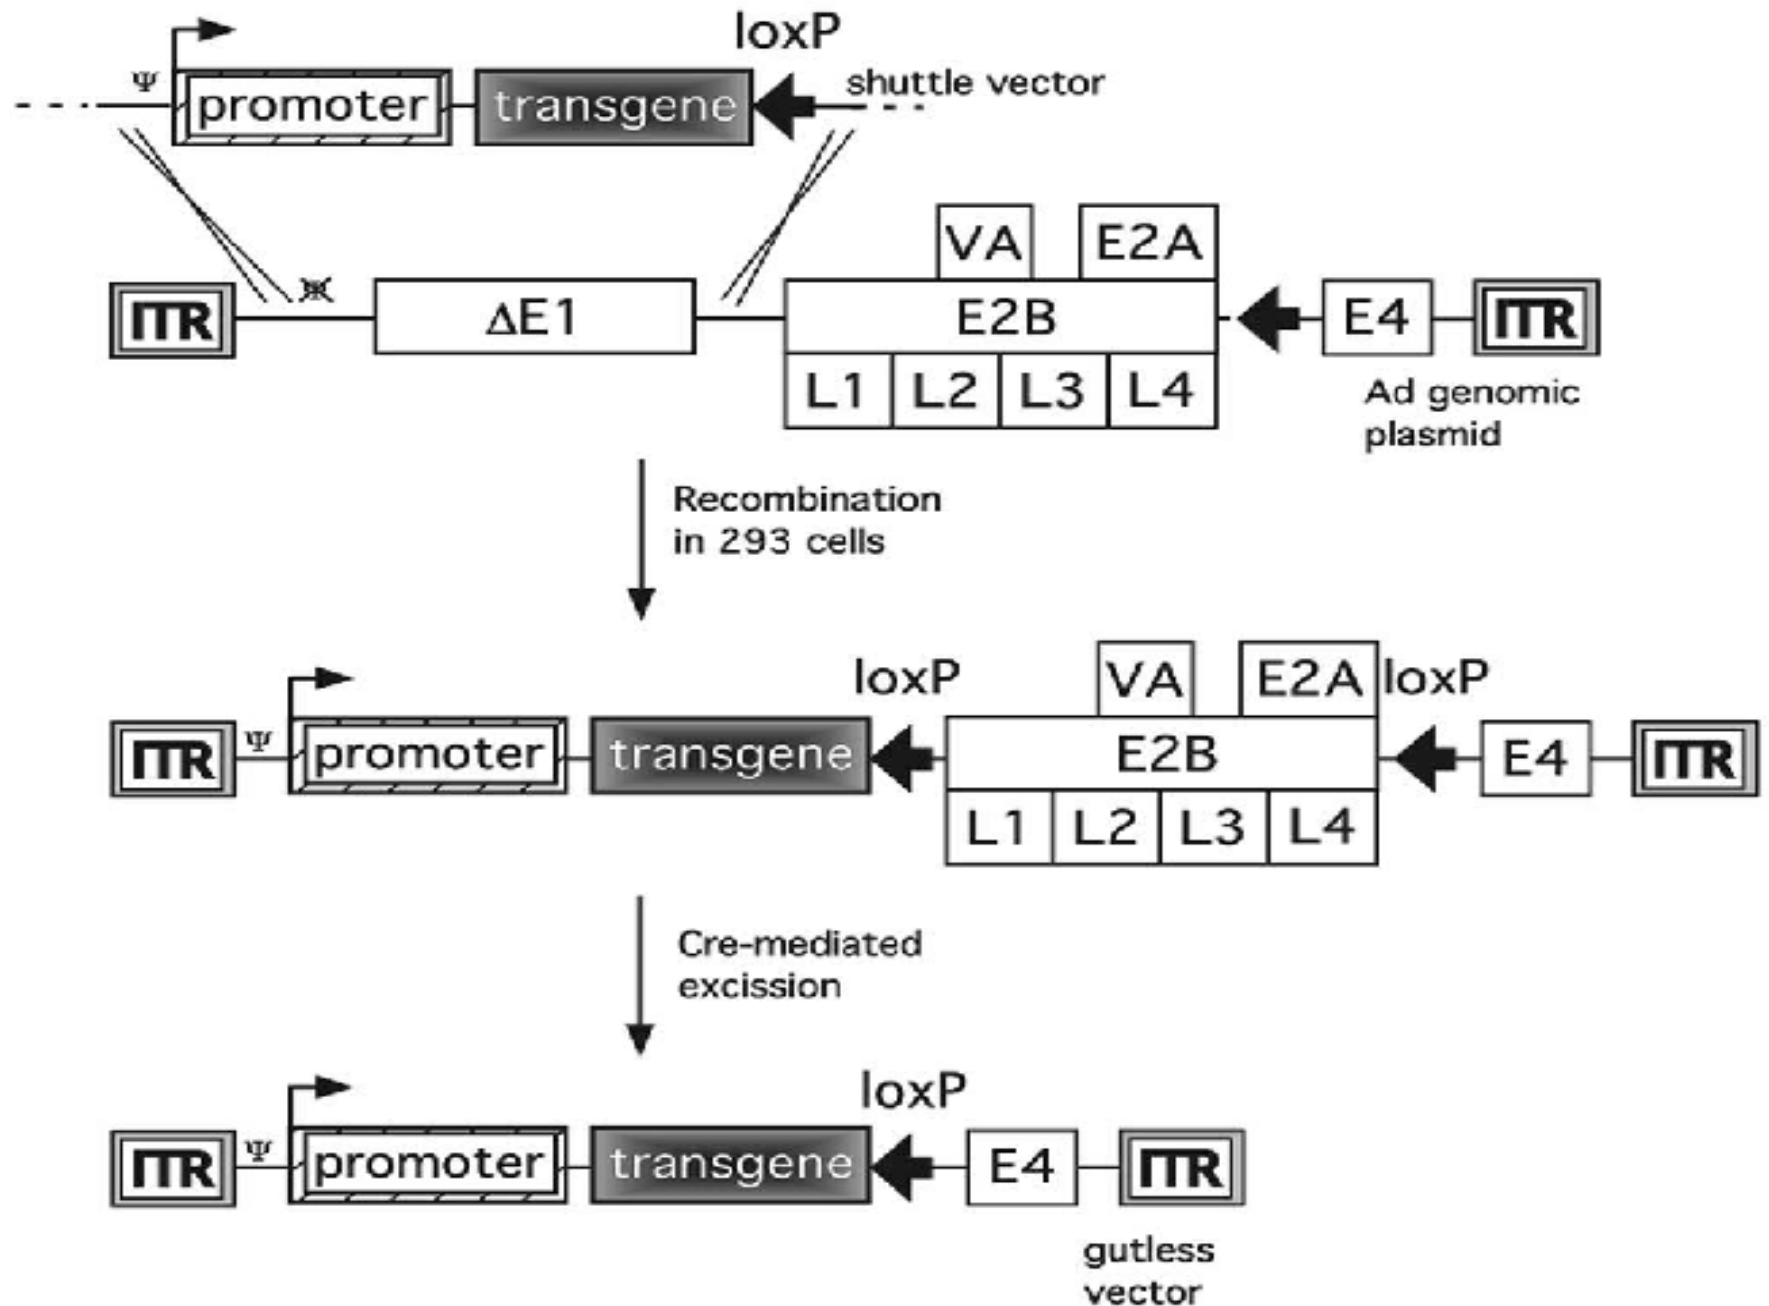 loxP
Ψ promoter transgene shuttle vector
VA E2A
ITR ΔE1 E2B E4 ITR
L1 L2 L3 L4
Ad genomic
plasmid
Recombination
in 293 cells
loxP VA E2A loxP
ITR Ψ promoter transgene E2B E4 ITR
L1 L2 L3 L4
Cre-mediated
excission
loxP
ITR Ψ promoter transgene E4 ITR
gutless
vector